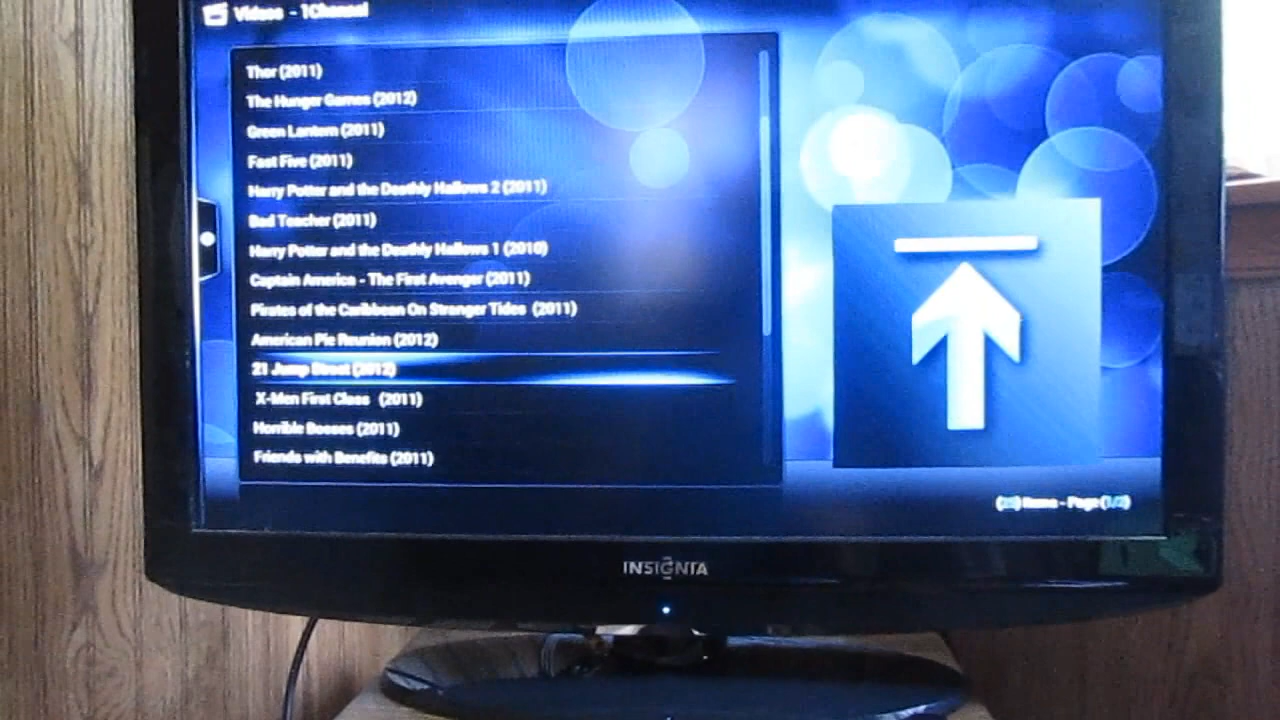 Videos - 1Channel
Thor (2011)
The Hunger Games (2012)
Green Lantern (2011)
Fast Five (2011)
Harry Potter and the Deathly Hallows 2 (2011)
Bad Teacher (2011)
Harry Potter and the Deathly Hallows 1 (2010)
Captain America - The First Avenger (2011)
Pirates of the Caribbean On Stranger Tides (2011)
American Pie Reunion (2012)
21 Jump Street (2012)
X-Men First Class (2011)
Horrible Bosses (2011)
Friends with Benefits (2011)
Items - Page (1/2)
INSIGNIA